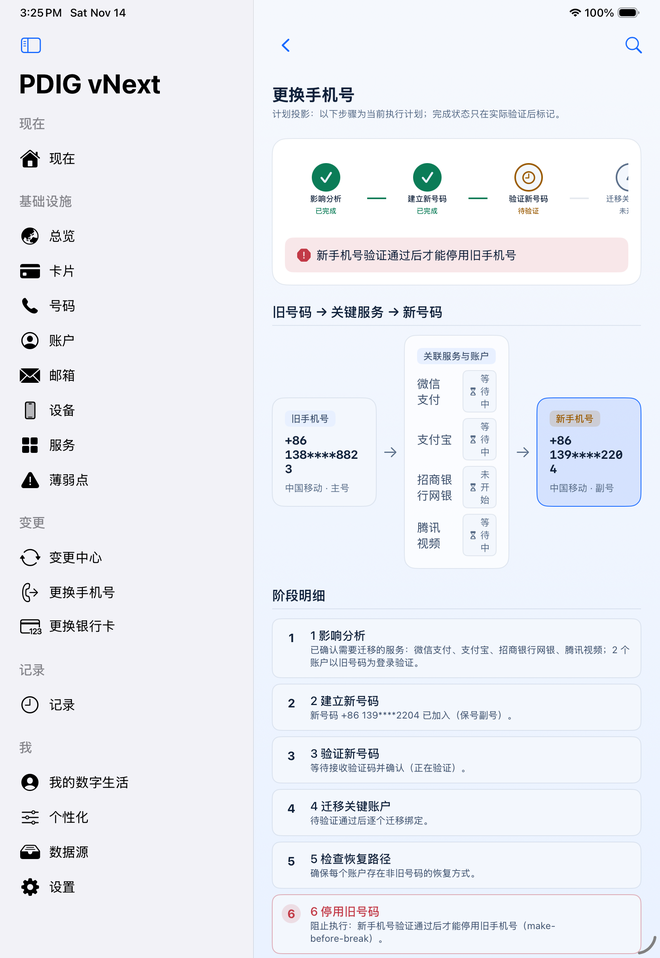 3:25 PM Sat Nov 14
100%
PDIG vNext
现在
现在
基础设施
总览
卡片
号码
账户
邮箱
设备
服务
薄弱点
变更
变更中心
更换手机号
123
更换银行卡
记录
记录
我
我的数字生活
个性化
数据源
设置
更换手机号
计划投影：以下步骤为当前执行计划；完成状态只在实际验证后标记。
影响分析
已完成
建立新号码
已完成
验证新号码
待验证
迁移关
未
新手机号验证通过后才能停用旧手机号
旧号码 → 关键服务 → 新号码
旧手机号
+86
138****882
3
中国移动 · 主号
关联服务与账户
微信
支付
等
待
中
支付宝
等
待
中
招商银
行网银
未
开
始
腾讯
视频
等
待
中
新手机号
+86
139****220
4
中国移动 · 副号
阶段明细
1
1 影响分析
已确认需要迁移的服务：微信支付、支付宝、招商银行网银、腾讯视频；2 个
账户以旧号码为登录验证。
2
2 建立新号码
新号码 +86 139****2204 已加入（保号副号）。
3
3 验证新号码
等待接收验证码并确认（正在验证）。
4
4 迁移关键账户
待验证通过后逐个迁移绑定。
5
5 检查恢复路径
确保每个账户存在非旧号码的恢复方式。
6
6 停用旧号码
阻止执行：新手机号验证通过后才能停用旧手机号（make-
before-break）。